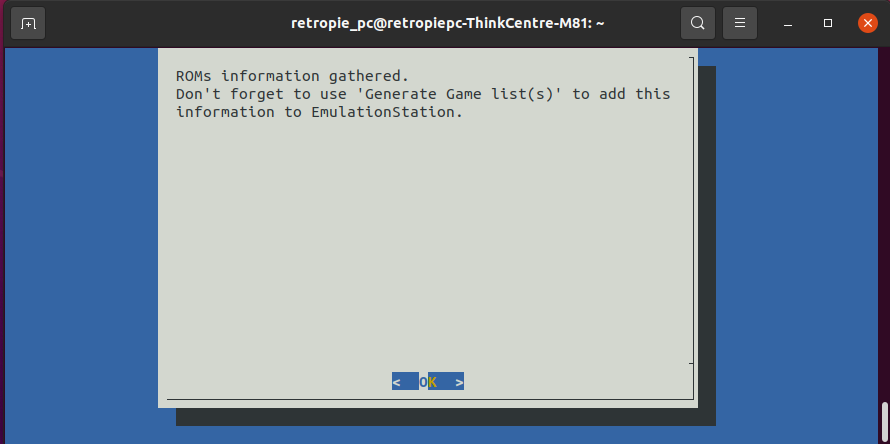 retropie_pc@retropiepc-ThinkCentre-M81: ~
ROMs information gathered.
Don't forget to use 'Generate Game list(s)' to add this
information to EmulationStation.
<  OK  >